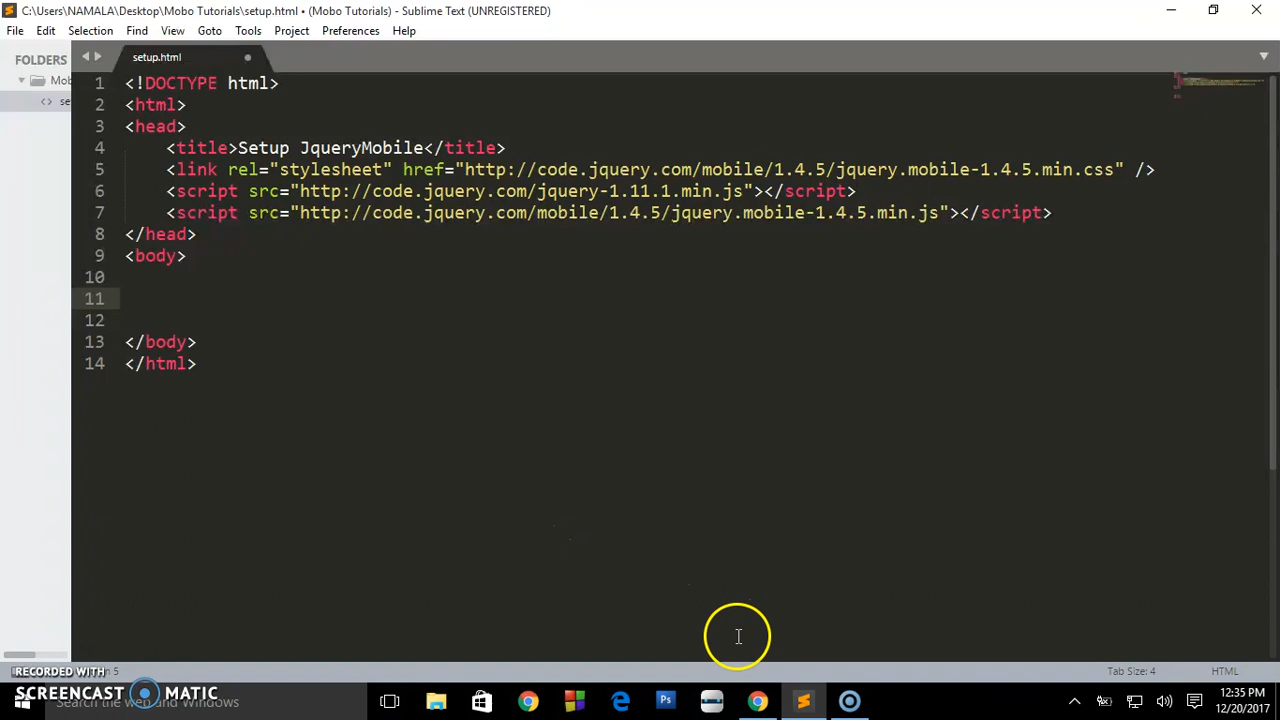 C:\Users\NAMALA\Desktop\Mobo Tutorials\setup.html • (Mobo Tutorials) - Sublime Text (UNREGISTERED)
File Edit Selection Find View Goto Tools Project Preferences Help
FOLDERS
setup.html
Mob
se
1 <!DOCTYPE html>
2 <html>
3 <head>
4 <title>Setup JqueryMobile</title>
5 <link rel="stylesheet" href="http://code.jquery.com/mobile/1.4.5/jquery.mobile-1.4.5.min.css" />
6 <script src="http://code.jquery.com/jquery-1.11.1.min.js"></script>
7 <script src="http://code.jquery.com/mobile/1.4.5/jquery.mobile-1.4.5.min.js"></script>
8 </head>
9 <body>
10
11
12
13 </body>
14 </html>
RECORDED WITH
SCREENCAST MATIC
5
Tab Size: 4
HTML
Search the web and Windows
Ps
12:35 PM
12/20/2017